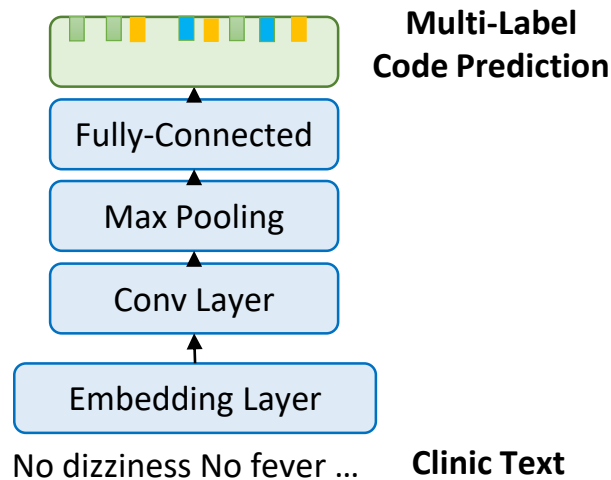 Multi-Label
Code Prediction
Fully-Connected
Max Pooling
Conv Layer
Embedding Layer
No dizziness No fever ...
Clinic Text